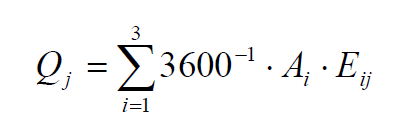 Q_j = \sum_{i=1}^{3} 3600^{-1} \cdot A_i \cdot E_{ij}